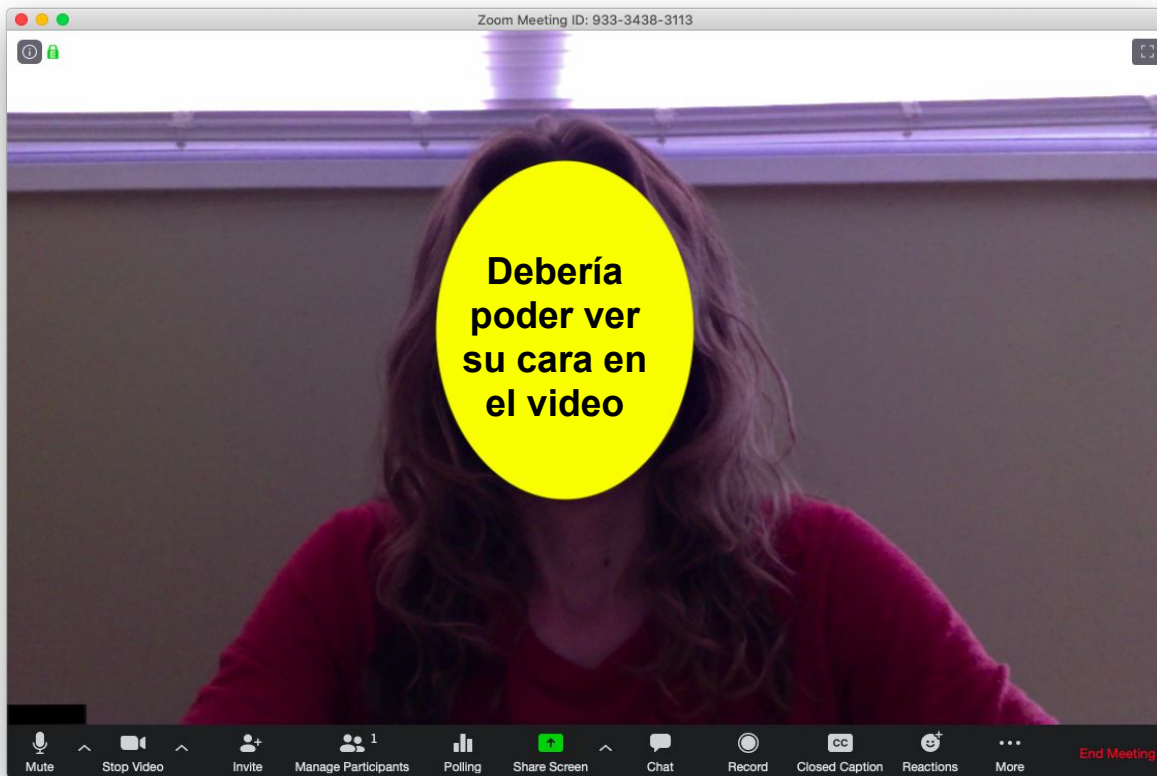 Zoom Meeting ID: 933-3438-3113
Debería
poder ver
su cara en
el video
1
Mute
Stop Video
Invite
Manage Participants
Polling
Share Screen
Chat
CC
Record
Closed Caption
Reactions
More
End Meeting